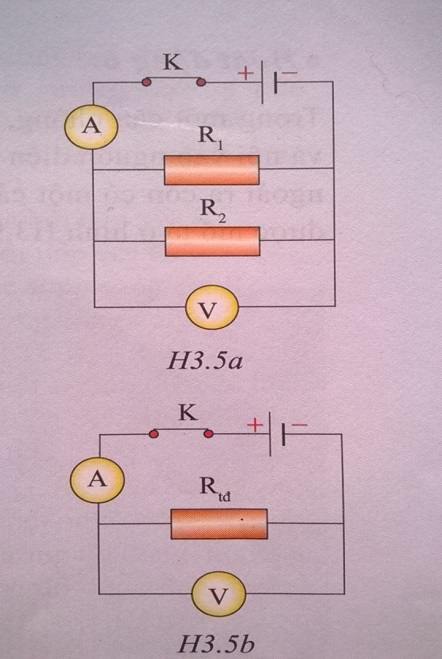 K
+ −
A
R1
R2
V
H3.5a
K
+ −
A
Rtđ
V
H3.5b